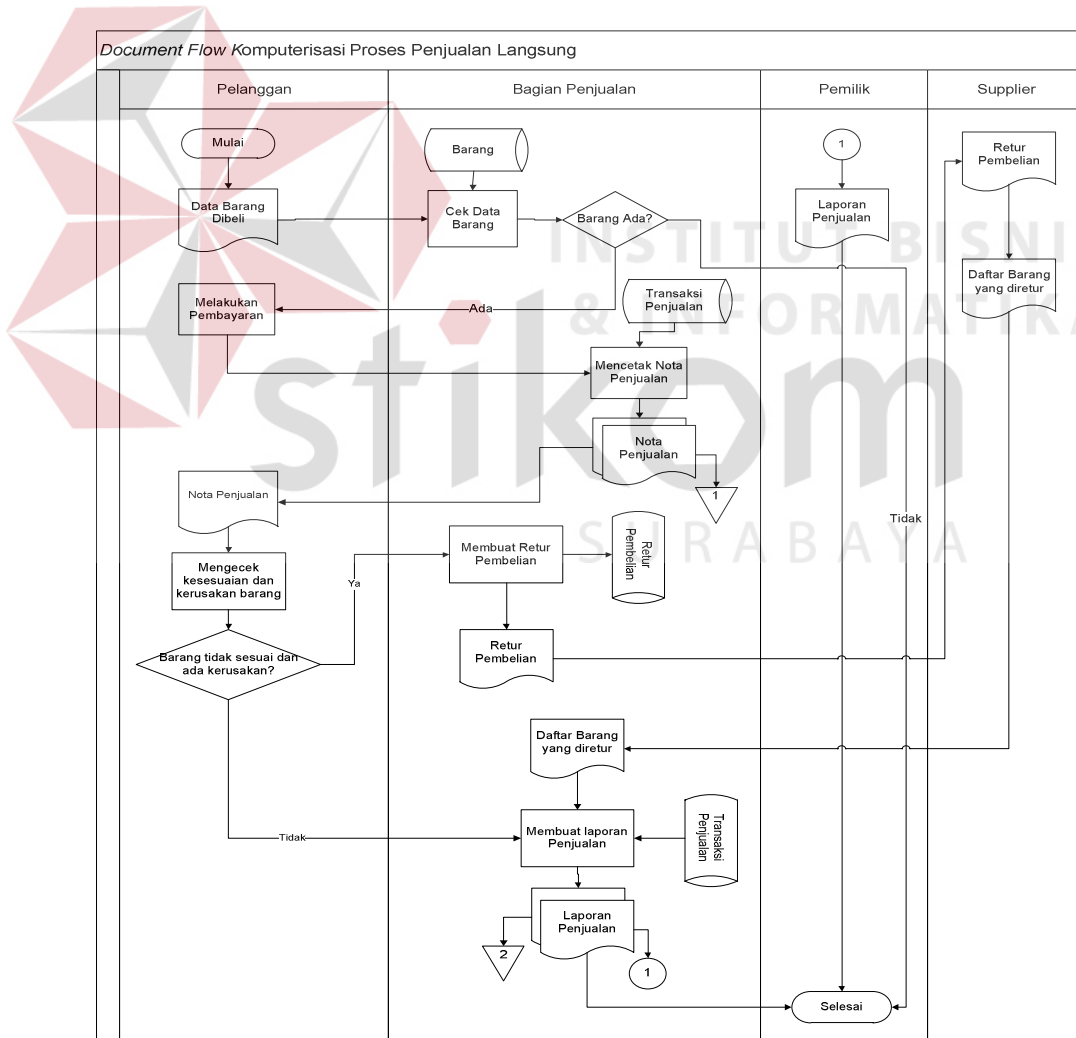 Document Flow Komputerisasi Proses Penjualan Langsung
Pelanggan
Bagian Penjualan
Pemilik
Supplier
Mulai
Barang
1
Retur
Pembelian
Data Barang
Dibeli
Cek Data
Barang
Barang Ada?
Laporan
Penjualan
INSTITUT BISNI
& INFORMATIKA
stikom
SURABAYA
Daftar Barang
yang diretur
Melakukan
Pembayaran
Ada
Transaksi
Penjualan
Mencetak Nota
Penjualan
Nota
Penjualan
1
Tidak
Nota Penjualan
Mengecek
kesesuaian dan
kerusakan barang
Ya
Membuat Retur
Pembelian
Retur
Pembelian
Barang tidak sesuai dan
ada kerusakan?
Retur
Pembelian
Daftar Barang
yang diretur
Tidak
Membuat laporan
Penjualan
Transaksi
Penjualan
Laporan
Penjualan
2
1
Selesai